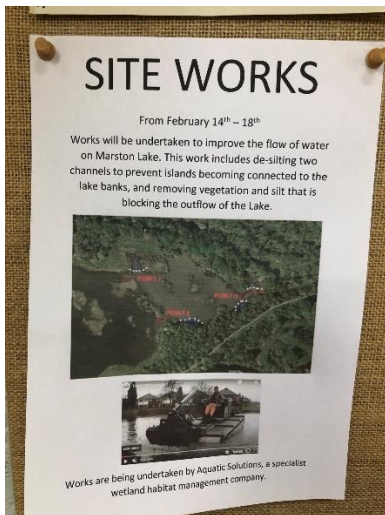 SITE WORKS
From February 14th – 18th
Works will be undertaken to improve the flow of water
on Marston Lake. This work includes de-silting two
channels to prevent islands becoming connected to the
lake banks, and removing vegetation and silt that is
blocking the outflow of the Lake.
Works are being undertaken by Aquatic Solutions, a specialist
wetland habitat management company.